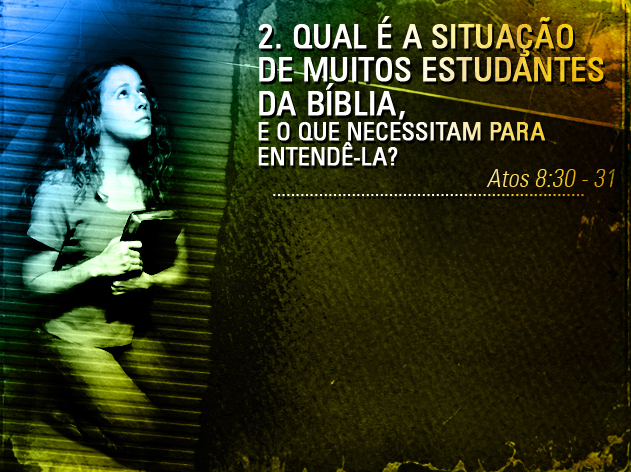 2. QUAL É A SITUAÇÃO
DE MUITOS ESTUDANTES
DA BÍBLIA,
E O QUE NECESSITAM PARA
ENTENDÊ-LA?
Atos 8:30 - 31